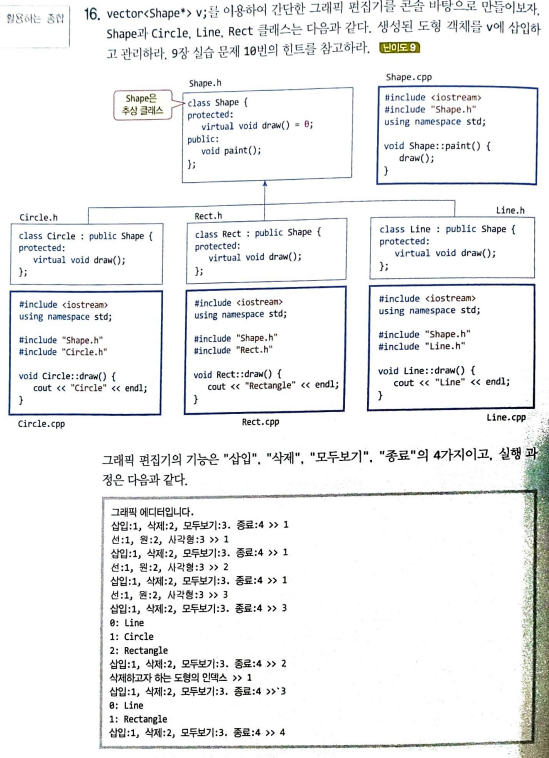 활용하는 종합
16. vector<Shape*> v;를 이용하여 간단한 그래픽 편집기를 콘솔 바탕으로 만들어보자.
Shape과 Circle, Line, Rect 클래스는 다음과 같다. 생성된 도형 객체를 v에 삽입하
고 관리하라. 9장 실습 문제 10번의 힌트를 참고하라. 난이도 9
Shape.h
Shape은
추상 클래스
class Shape {
protected:
virtual void draw() = 0;
public:
void paint();
};
Shape.cpp
#include <iostream>
#include "Shape.h"
using namespace std;
void Shape::paint() {
draw();
}
Circle.h
class Circle : public Shape {
protected:
virtual void draw();
};
#include <iostream>
using namespace std;
#include "Shape.h"
#include "Circle.h"
void Circle::draw() {
cout << "Circle" << endl;
}
Circle.cpp
Rect.h
class Rect : public Shape {
protected:
virtual void draw();
};
#include <iostream>
using namespace std;
#include "Shape.h"
#include "Rect.h"
void Rect::draw() {
cout << "Rectangle" << endl;
}
Rect.cpp
Line.h
class Line : public Shape {
protected:
virtual void draw();
};
#include <iostream>
using namespace std;
#include "Shape.h"
#include "Line.h"
void Line::draw() {
cout << "Line" << endl;
}
Line.cpp
그래픽 편집기의 기능은 "삽입", "삭제", "모두보기", "종료"의 4가지이고, 실행 과
정은 다음과 같다.
그래픽 에디터입니다.
삽입:1, 삭제:2, 모두보기:3. 종료:4 >> 1
선:1, 원:2, 사각형:3 >> 1
삽입:1, 삭제:2, 모두보기:3. 종료:4 >> 1
선:1, 원:2, 사각형:3 >> 2
삽입:1, 삭제:2, 모두보기:3. 종료:4 >> 1
선:1, 원:2, 사각형:3 >> 3
삽입:1, 삭제:2, 모두보기:3. 종료:4 >> 3
0: Line
1: Circle
2: Rectangle
삽입:1, 삭제:2, 모두보기:3. 종료:4 >> 2
삭제하고자 하는 도형의 인덱스 >> 1
삽입:1, 삭제:2, 모두보기:3. 종료:4 >> 3
0: Line
1: Rectangle
삽입:1, 삭제:2, 모두보기:3. 종료:4 >> 4